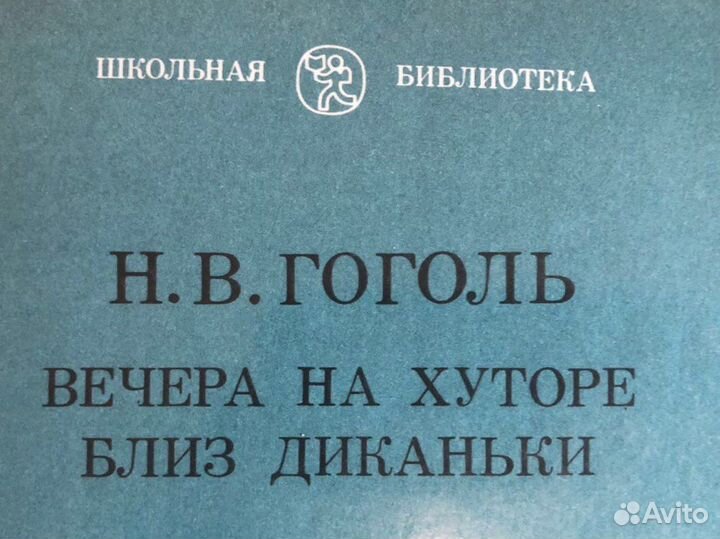 ШКОЛЬНАЯ БИБЛИОТЕКА
Н. В. ГОГОЛЬ
ВЕЧЕРА НА ХУТОРЕ
БЛИЗ ДИКАНЬКИ
Avito